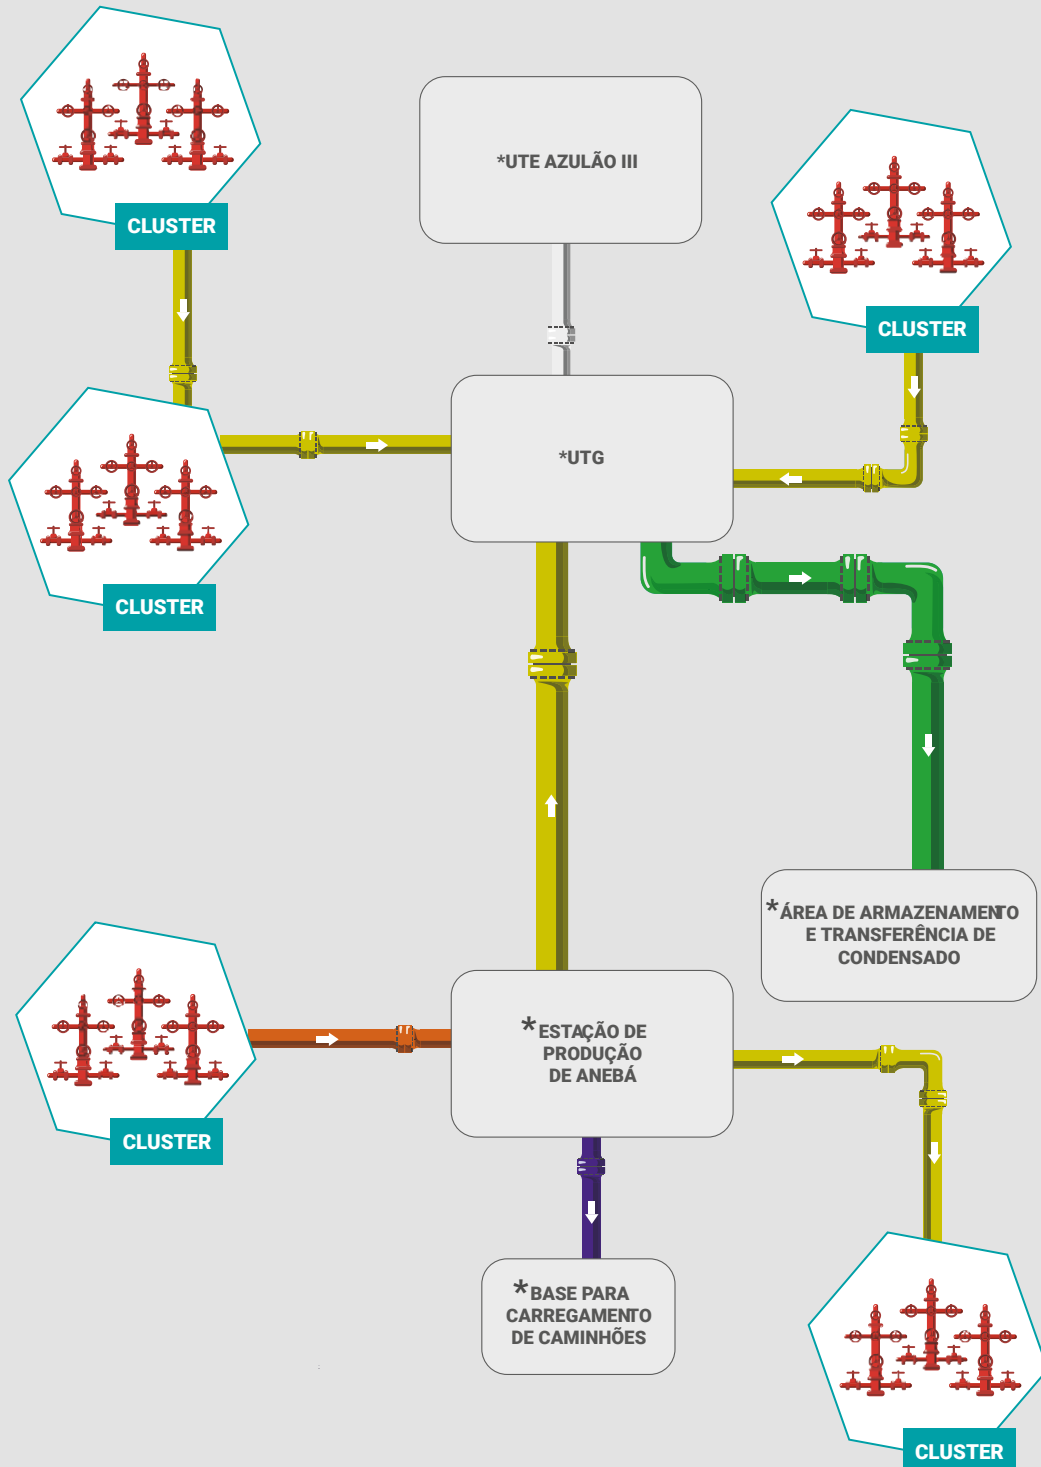 *UTE AZULÃO III
CLUSTER
CLUSTER
*UTG
CLUSTER
*ÁREA DE ARMAZENAMENTO
E TRANSFERÊNCIA DE
CONDENSADO
*ESTAÇÃO DE
PRODUÇÃO
DE ANEBÁ
CLUSTER
*BASE PARA
CARREGAMENTO
DE CAMINHÕES
CLUSTER